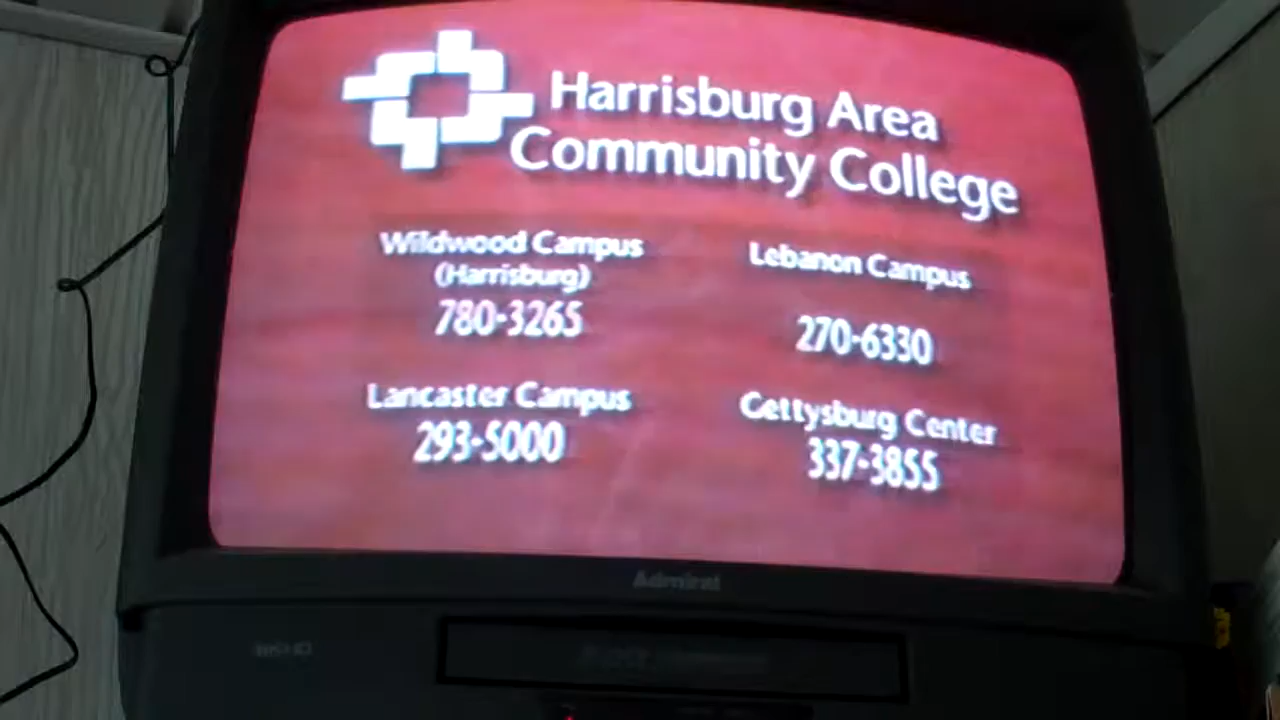 Harrisburg Area
Community College
Wildwood Campus
(Harrisburg)
780-3265
Lebanon Campus
270-6330
Lancaster Campus
293-5000
Gettysburg Center
337-3855
Admiral